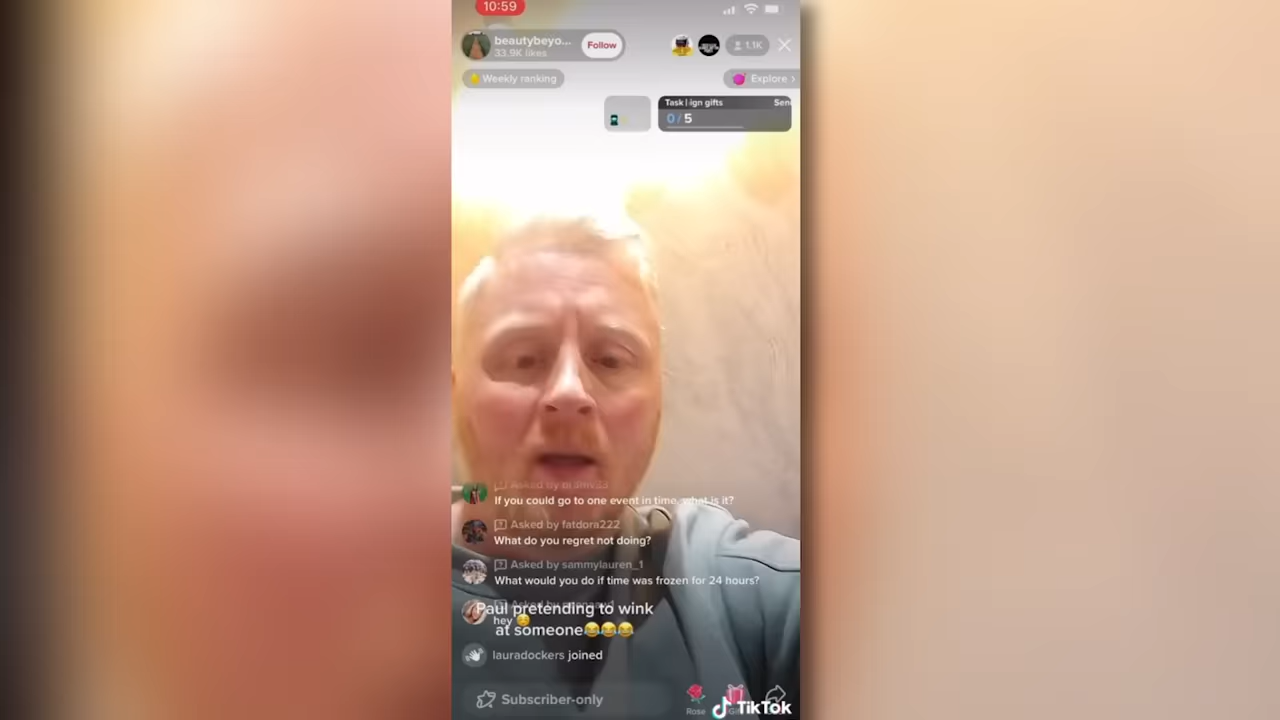 10:59
beautybeyo...
Follow
33.9K likes
1.1K
Weekly ranking
Explore
Task
ign gifts
0/5
If you could go to one event in time, what is it?
Asked by fatdora222
What do you regret not doing?
Asked by sammylauren_1
What would you do if time was frozen for 24 hours?
Paul pretending to wink
hey
at someone😂😂😂
lauradockers joined
Subscriber-only
Rose
TikTok